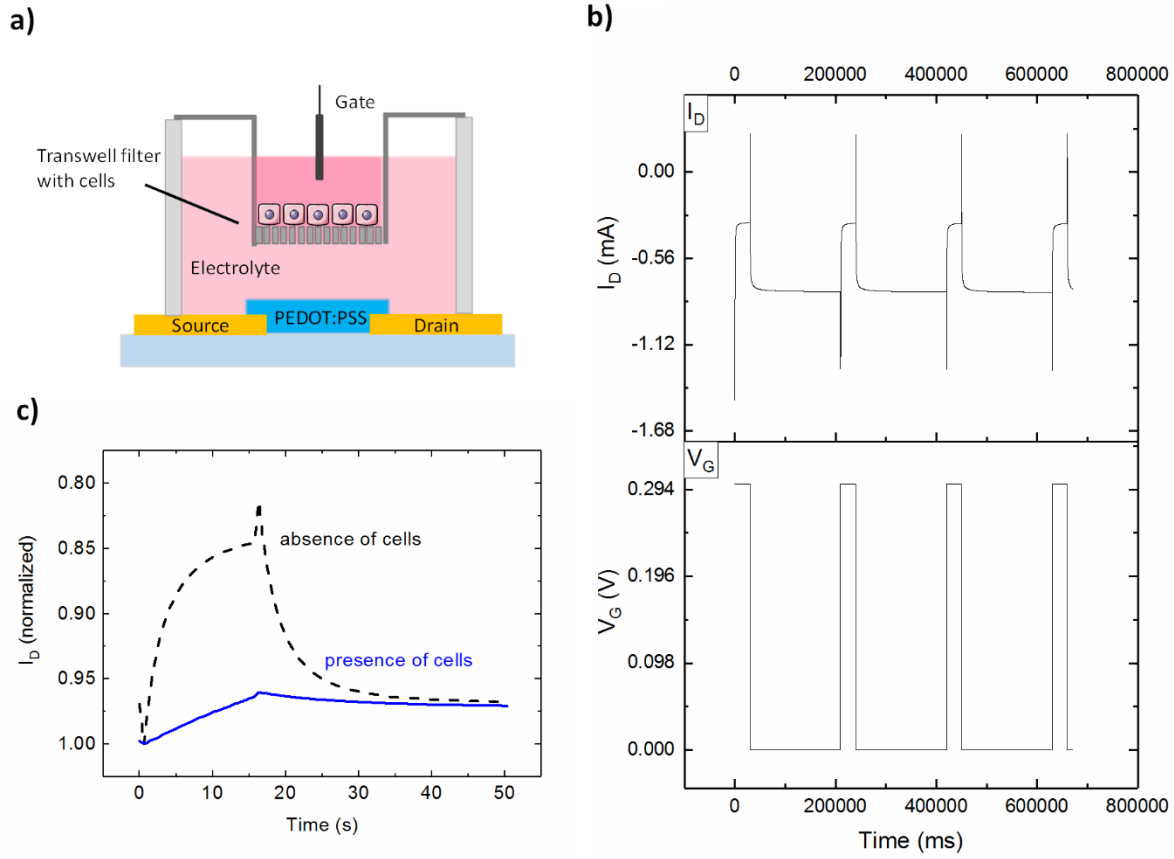 a)
Gate
Transwell filter
with cells
Electrolyte
PEDOT:PSS
Source
Drain
b)
0 200000 400000 600000 800000
I_D
0.00
-0.56
-1.12
-1.68
I_D (mA)
V_G
0.294
0.196
0.098
0.000
V_G (V)
0 200000 400000 600000 800000
Time (ms)
c)
0.80
0.85
0.90
0.95
1.00
I_D (normalized)
absence of cells
presence of cells
0 10 20 30 40 50
Time (s)